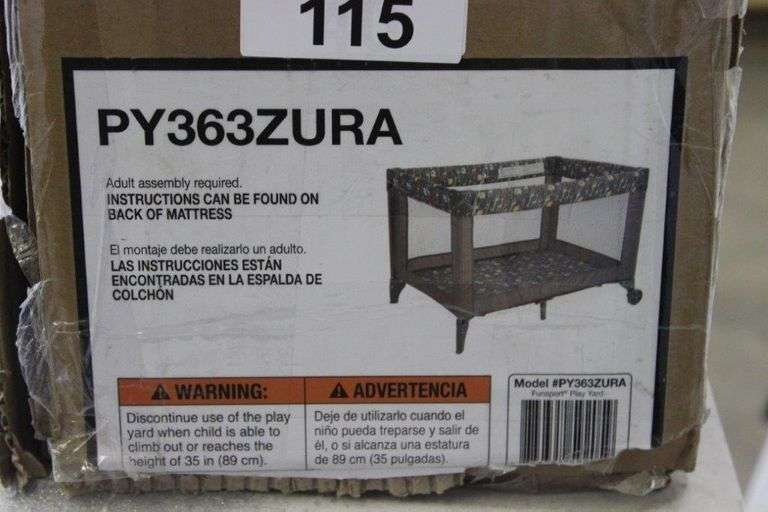 115
PY363ZURA
Adult assembly required.
INSTRUCTIONS CAN BE FOUND ON
BACK OF MATTRESS
El montaje debe realizarlo un adulto.
LAS INSTRUCCIONES ESTÁN
ENCONTRADAS EN LA ESPALDA DE
COLCHÓN
WARNING:
Discontinue use of the play
yard when child is able to
climb out or reaches the
height of 35 in (89 cm).
ADVERTENCIA
Deje de utilizarlo cuando el
niño pueda treparse y salir de
él, o si alcanza una estatura
de 89 cm (35 pulgadas).
Model #PY363ZURA
Funsport® Play Yard